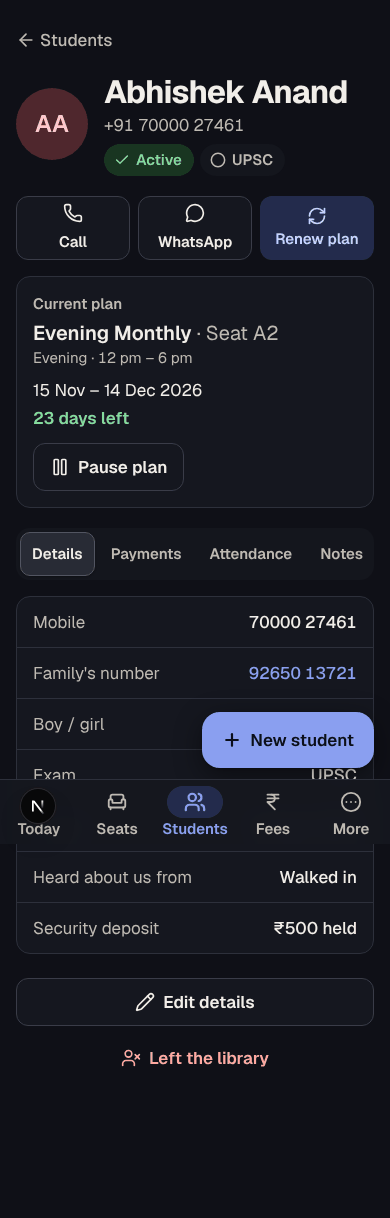 Students
AA
Abhishek Anand
+91 70000 27461
Active
UPSC
Call
WhatsApp
Renew plan
Current plan
Evening Monthly · Seat A2
Evening · 12 pm – 6 pm
15 Nov – 14 Dec 2026
23 days left
Pause plan
Details Payments Attendance Notes
Mobile 70000 27461
Family's number 92650 13721
Boy / girl
+ New student
Exam UPSC
N
Today Seats Students Fees More
Heard about us from Walked in
Security deposit ₹500 held
Edit details
Left the library